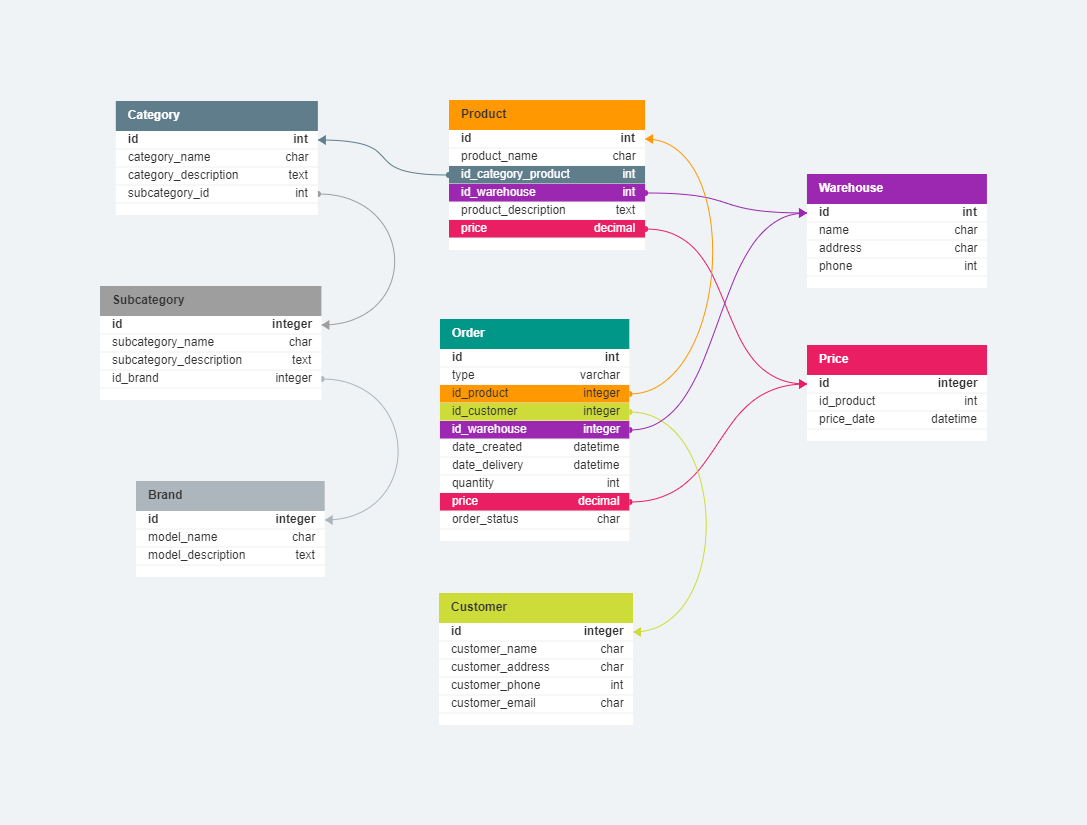 Category
id int
category_name char
category_description text
subcategory_id int
Subcategory
id integer
subcategory_name char
subcategory_description text
id_brand integer
Brand
id integer
model_name char
model_description text
Product
id int
product_name char
id_category_product int
id_warehouse int
product_description text
price decimal
Order
id int
type varchar
id_product integer
id_customer integer
id_warehouse integer
date_created datetime
date_delivery datetime
quantity int
price decimal
order_status char
Customer
id integer
customer_name char
customer_address char
customer_phone int
customer_email char
Warehouse
id int
name char
address char
phone int
Price
id integer
id_product int
price_date datetime